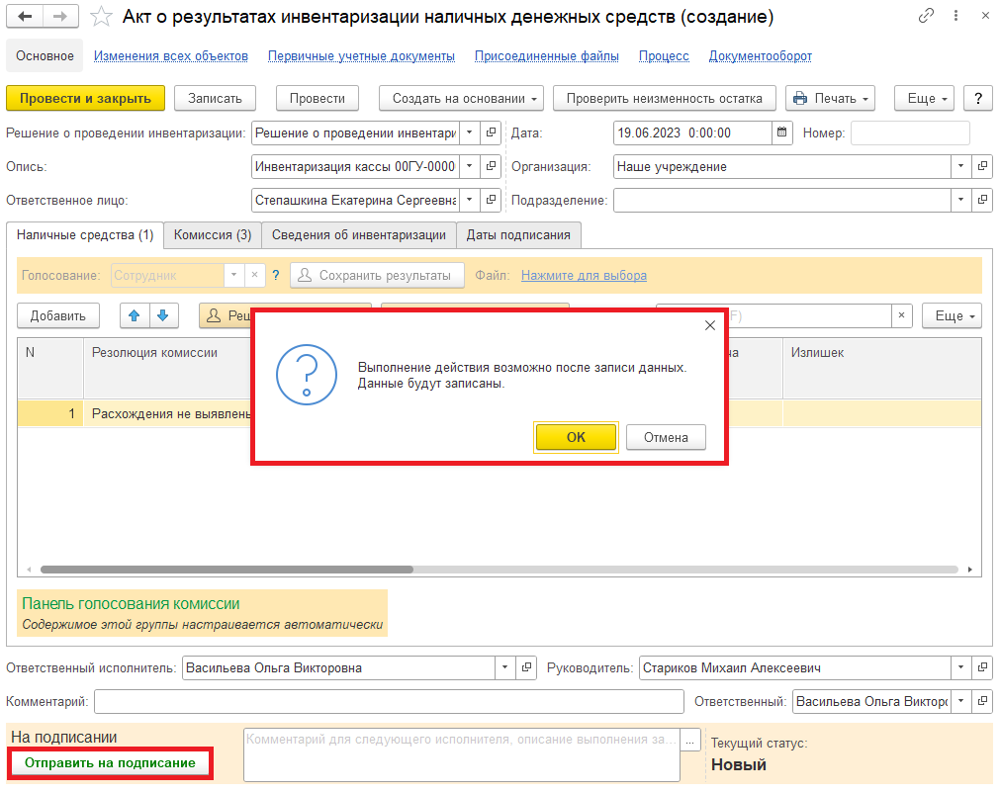 Акт о результатах инвентаризации наличных денежных средств (создание)
Основное Изменения всех объектов Первичные учетные документы Присоединенные файлы Процесс Документооборот
Провести и закрыть Записать Провести Создать на основании Проверить неизменность остатка Печать Еще ?
Решение о проведении инвентаризации: Решение о проведении инвентари Дата: 19.06.2023 0:00:00 Номер:
Опись: Инвентаризация кассы 00ГУ-0000 Организация: Наше учреждение
Ответственное лицо: Степашкина Екатерина Сергеевна Подразделение:
Наличные средства (1) Комиссия (3) Сведения об инвентаризации Даты подписания
Голосование: Сотрудник ? Сохранить результаты Файл: Нажмите для выбора
Добавить Реш F) Еще
N Резолюция комиссии ча Излишек
1 Расхождения не выявлены
Выполнение действия возможно после записи данных.
Данные будут записаны.
ОК Отмена
Панель голосования комиссии
Содержимое этой группы настраивается автоматически
Ответственный исполнитель: Васильева Ольга Викторовна Руководитель: Стариков Михаил Алексеевич
Комментарий: Ответственный: Васильева Ольга Викторо
На подписании
Отправить на подписание
Комментарий для следующего исполнителя, описание выполнения за... ...
Текущий статус:
Новый